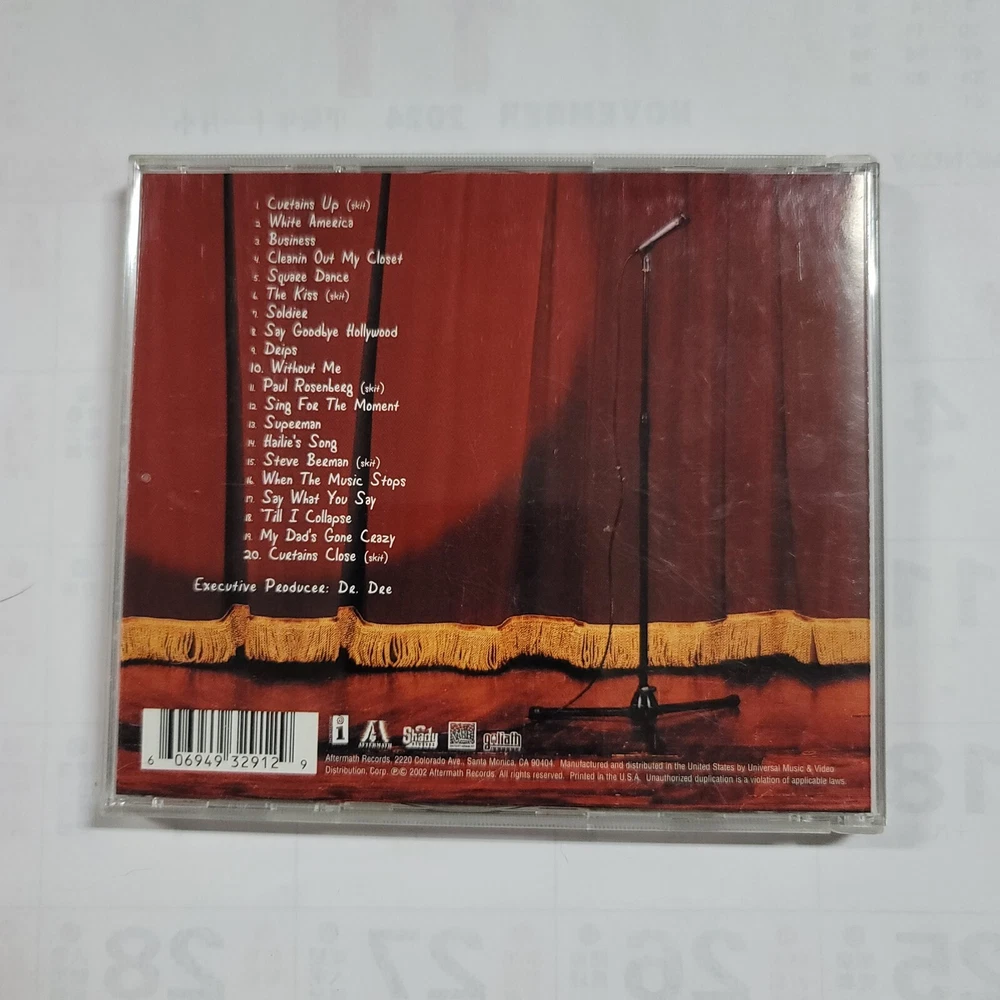 NOVEMBER 2024
1. Curtains Up (skit)
2. White America
3. Business
4. Cleanin Out My Closet
5. Square Dance
6. The Kiss (skit)
7. Soldier
8. Say Goodbye Hollywood
9. Drips
10. Without Me
11. Paul Rosenberg (skit)
12. Sing For The Moment
13. Superman
14. Hailie's Song
15. Steve Berman (skit)
16. When The Music Stops
17. Say What You Say
18. 'Till I Collapse
19. My Dad's Gone Crazy
20. Curtains Close (skit)
Executive Producer: Dr. Dre
6 06949 32912 9
i AFTERMATH Shady goliath
Aftermath Records, 2220 Colorado Ave., Santa Monica, CA 90404. Manufactured and distributed in the United States by Universal Music & Video
Distribution, Corp. ℗© 2002 Aftermath Records. All rights reserved. Printed in the U.S.A. Unauthorized duplication is a violation of applicable laws.
28 27 26 25